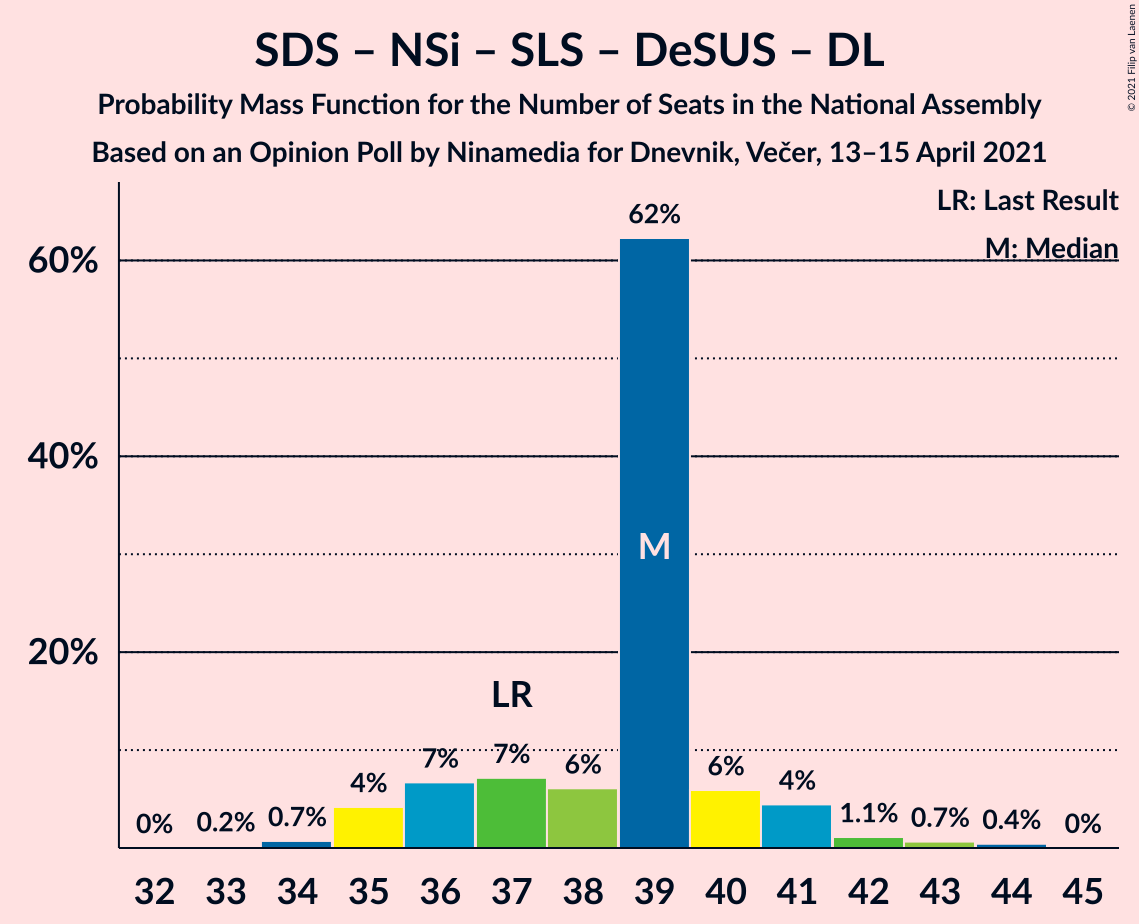 SDS – NSi – SLS – DeSUS – DL
Probability Mass Function for the Number of Seats in the National Assembly
Based on an Opinion Poll by Ninamedia for Dnevnik, Večer, 13–15 April 2021
© 2021 Filip van Laenen
LR: Last Result
M: Median
60%
40%
20%
62%
M
LR
0% 0.2% 0.7% 4% 7% 7% 6% 6% 4% 1.1% 0.7% 0.4% 0%
32 33 34 35 36 37 38 39 40 41 42 43 44 45